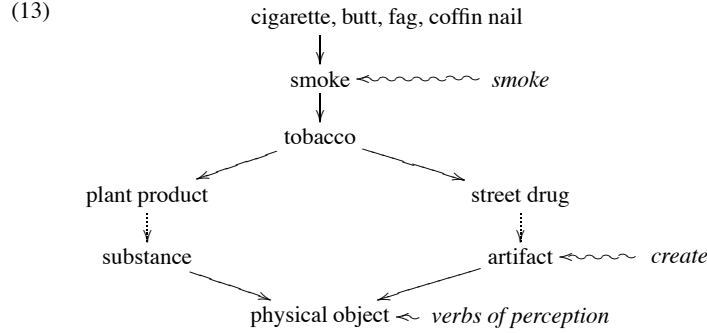 (13)
cigarette, butt, fag, coffin nail
smoke smoke
tobacco
plant product street drug
substance artifact create
physical object verbs of perception